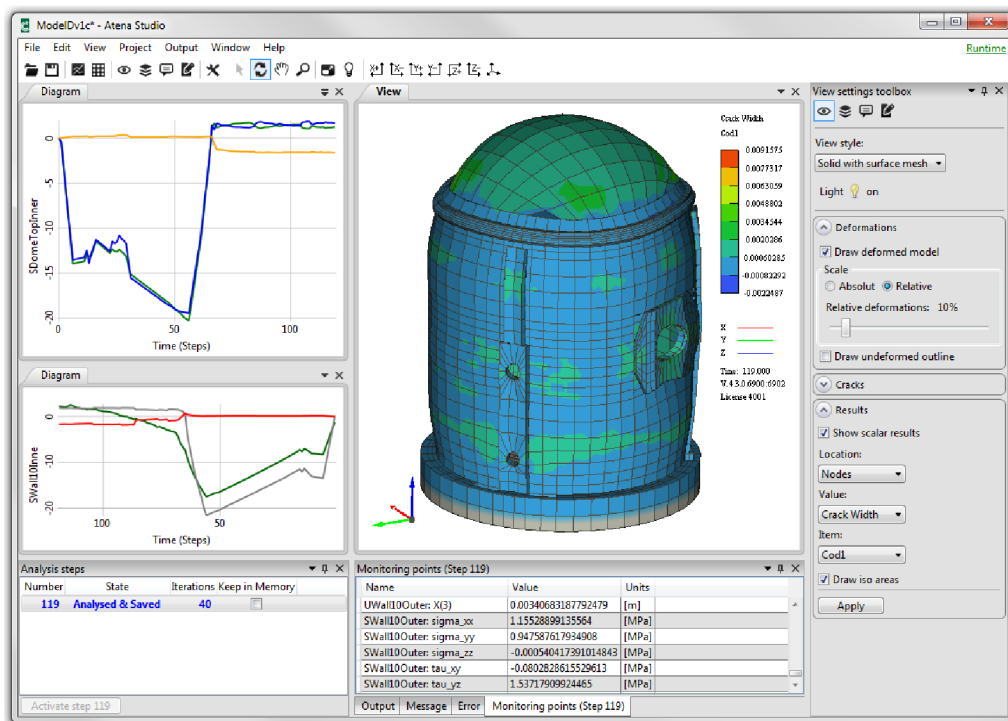 ModelDv1c* - Atena Studio
File Edit View Project Output Window Help
Runtime
Diagram
SDomeTopInner
0
-5
-10
-15
-20
0 50 100
Time (Steps)
Diagram
SWall10Inne
0
-10
-20
100 50
Time (Steps)
View
Crack Width
Cod1
0.0091575
0.0077317
0.0063059
0.0048802
0.0034544
0.0020286
0.00060285
-0.00082292
-0.0022487
X
Y
Z
Time: 119.000
V.4.3.0.6900:6902
License 4001
View settings toolbox
View style:
Solid with surface mesh
Light on
Deformations
Draw deformed model
Scale
Absolut Relative
Relative deformations: 10%
Draw undeformed outline
Cracks
Results
Show scalar results
Location:
Nodes
Value:
Crack Width
Item:
Cod1
Draw iso areas
Apply
Analysis steps
Number State Iterations Keep in Memory
119 Analysed & Saved 40
Activate step 119
Monitoring points (Step 119)
Name Value Units
UWall10Outer: X(3) 0.00340683187792479 [m]
SWall10Outer: sigma_xx 1.15528899135564 [MPa]
SWall10Outer: sigma_yy 0.947587617934908 [MPa]
SWall10Outer: sigma_zz -0.000540417391014843 [MPa]
SWall10Outer: tau_xy -0.0802828615529613 [MPa]
SWall10Outer: tau_yz 1.53717909924465 [MPa]
Output Message Error Monitoring points (Step 119)